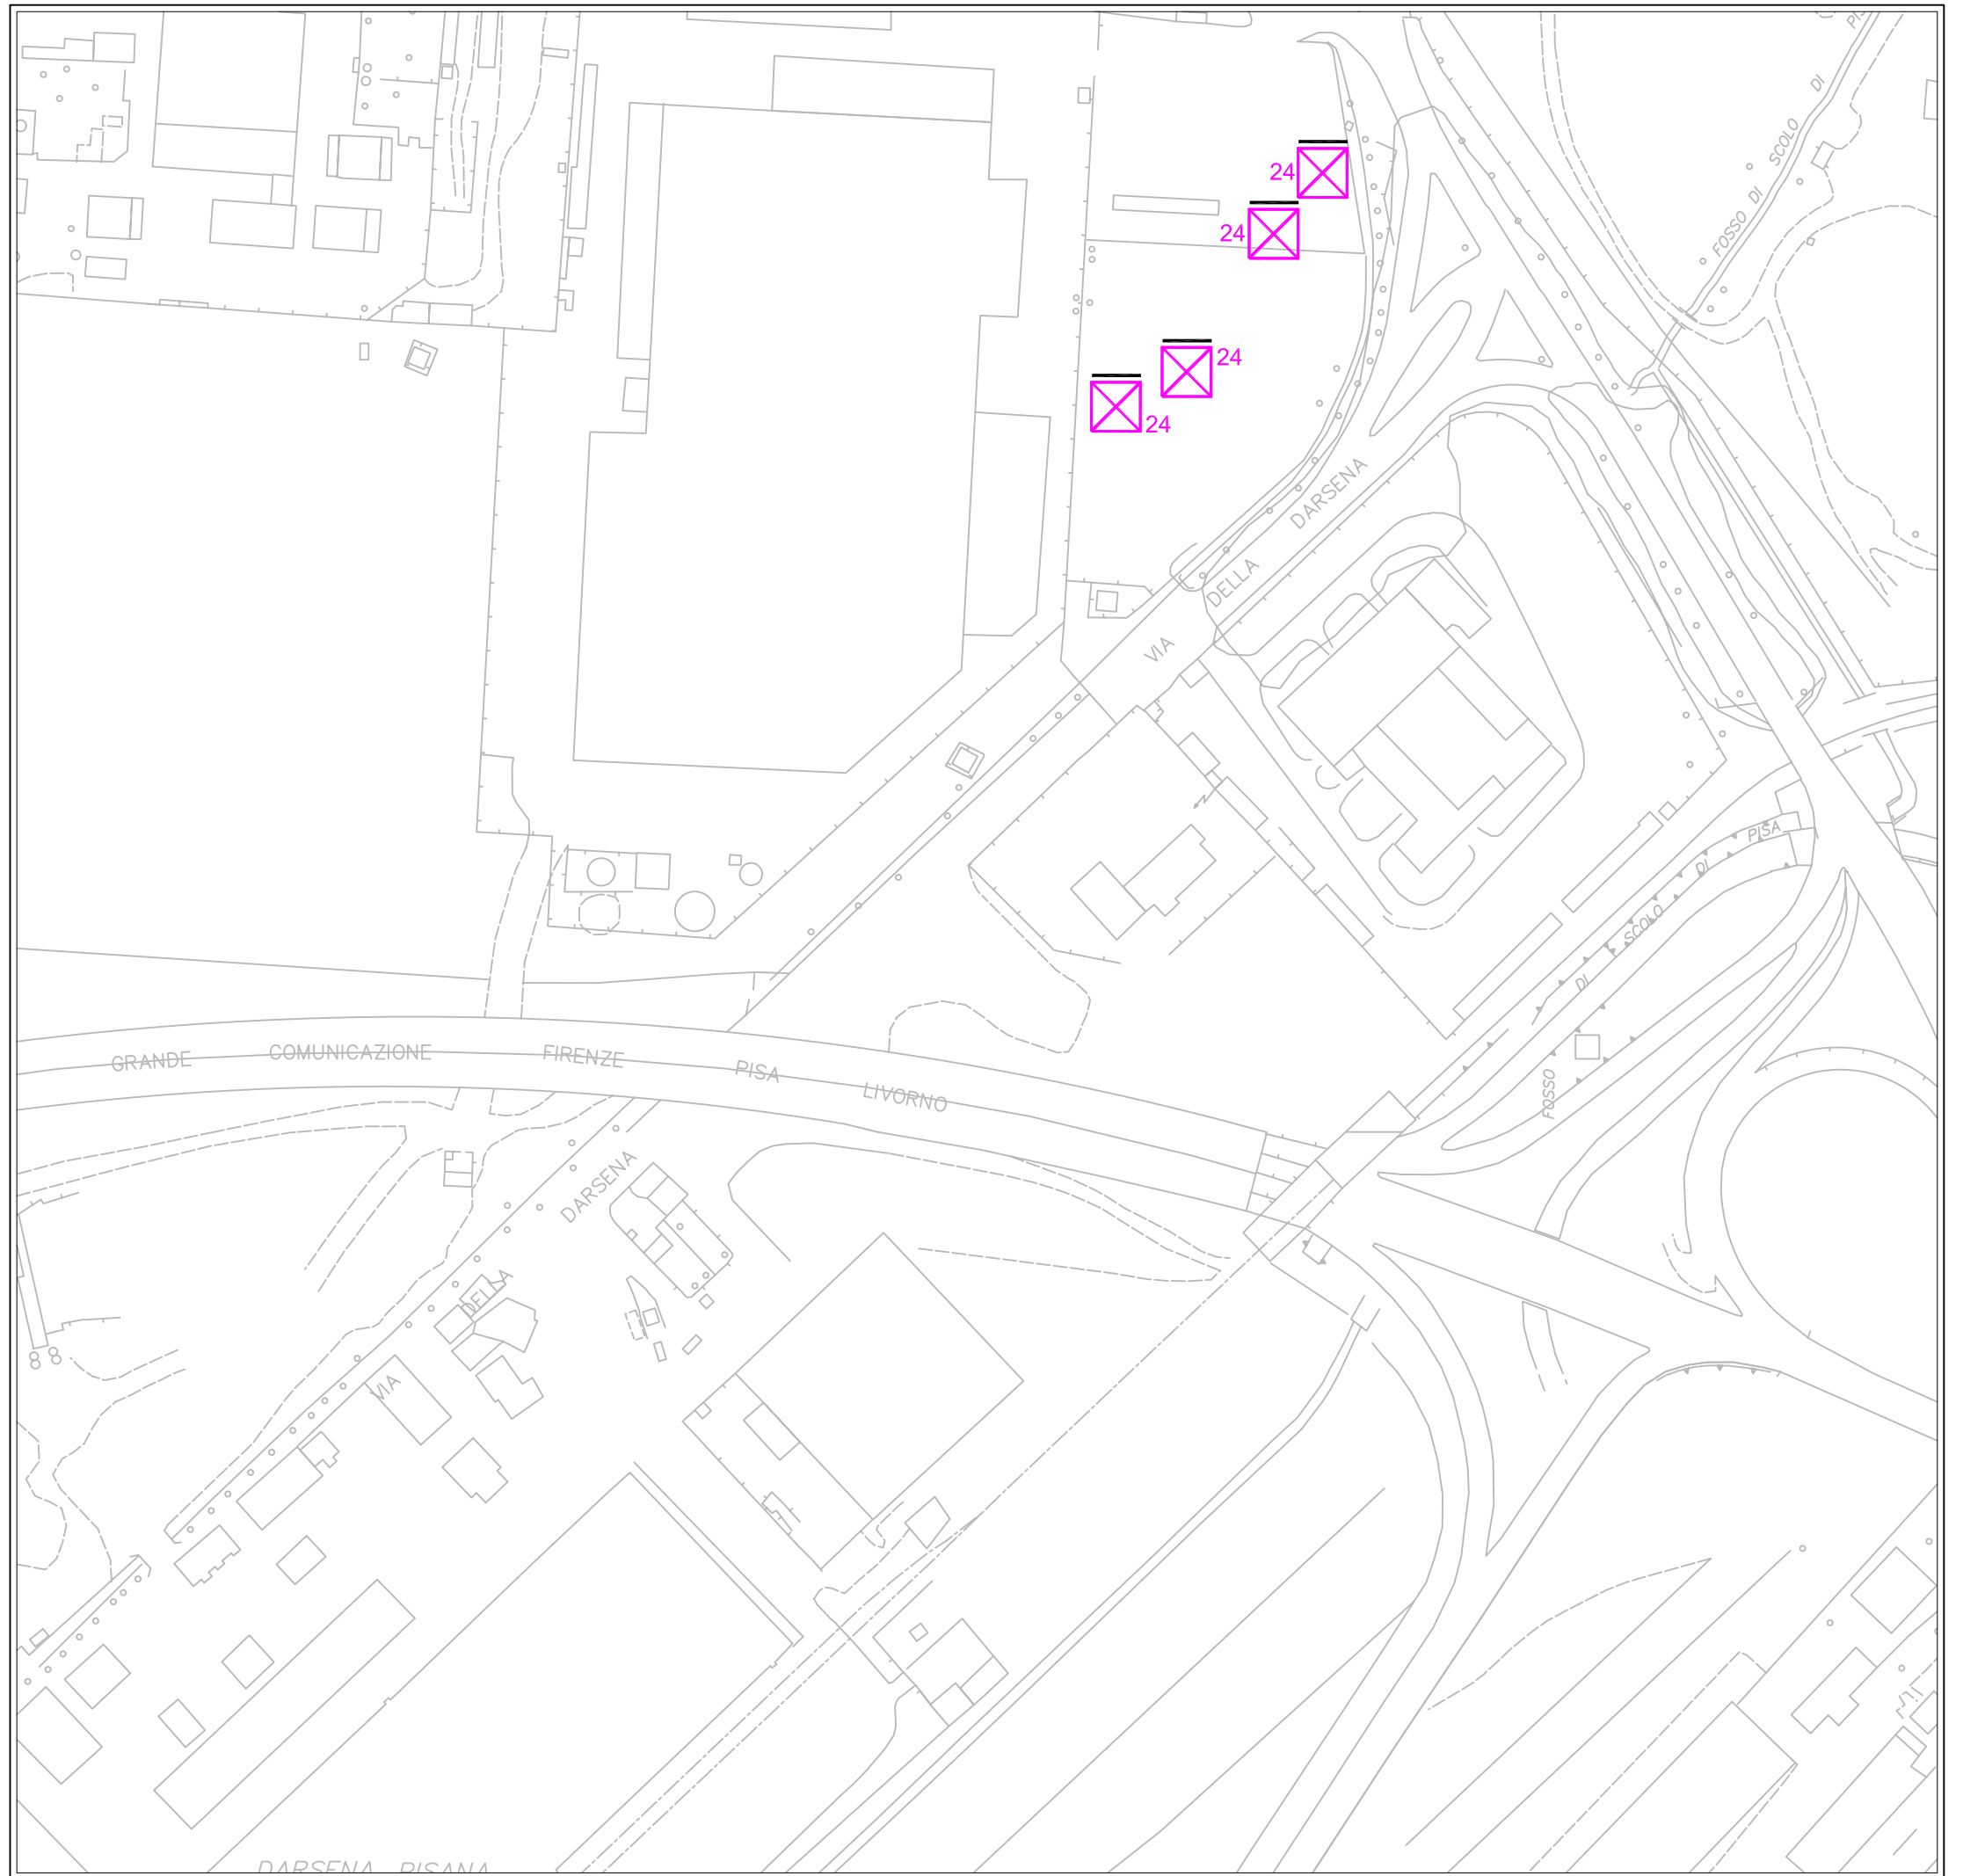 PISA
DI
SCOLO
DI
FOSSO
24
24
24
24
VIA DELLA DARSENA
PISA
DI
SCOLO
DI
FOSSO
GRANDE COMUNICAZIONE FIRENZE PISA LIVORNO
VIA DELLA DARSENA
DARSENA PISANA